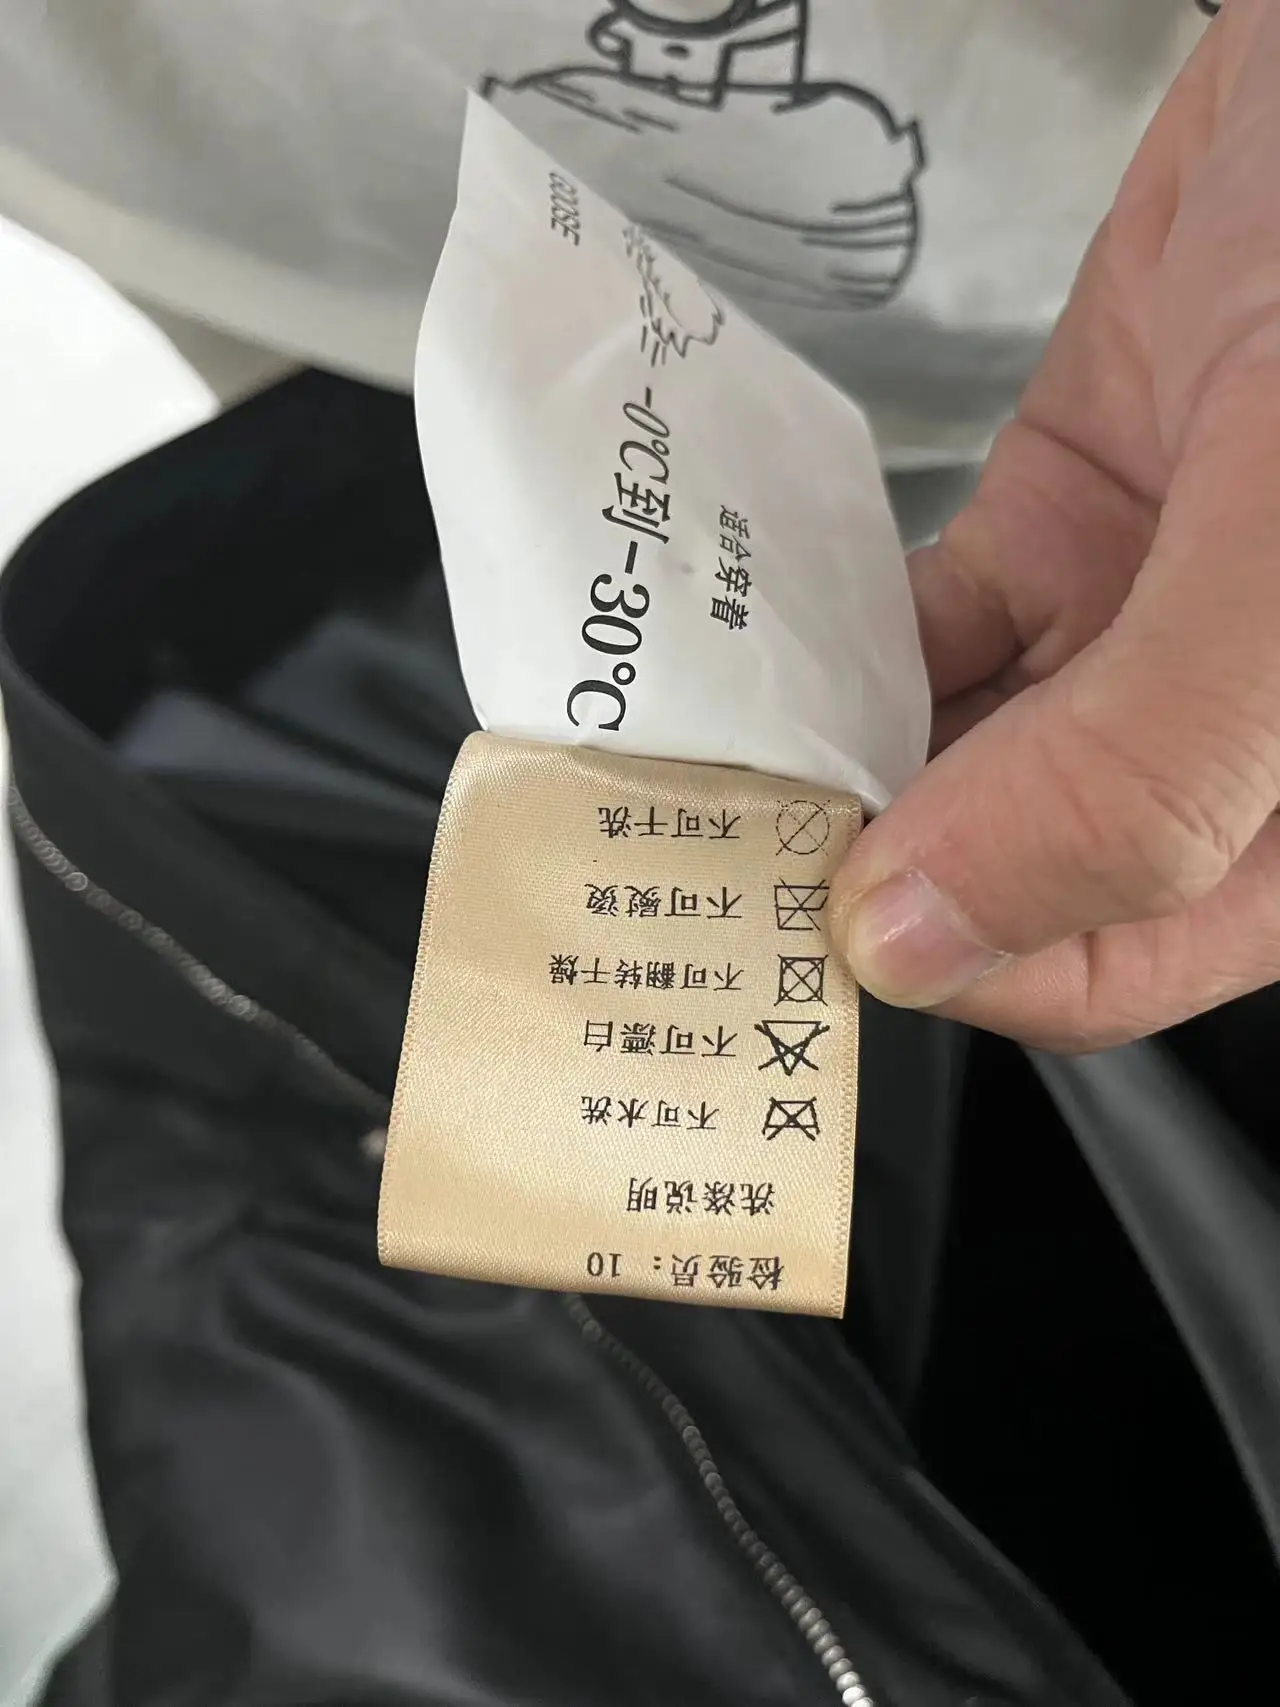 GOOSE
-0℃到-30℃
适合穿着
检验员: 10
洗涤说明
不可水洗
不可漂白
不可翻转干燥
不可熨烫
不可干洗